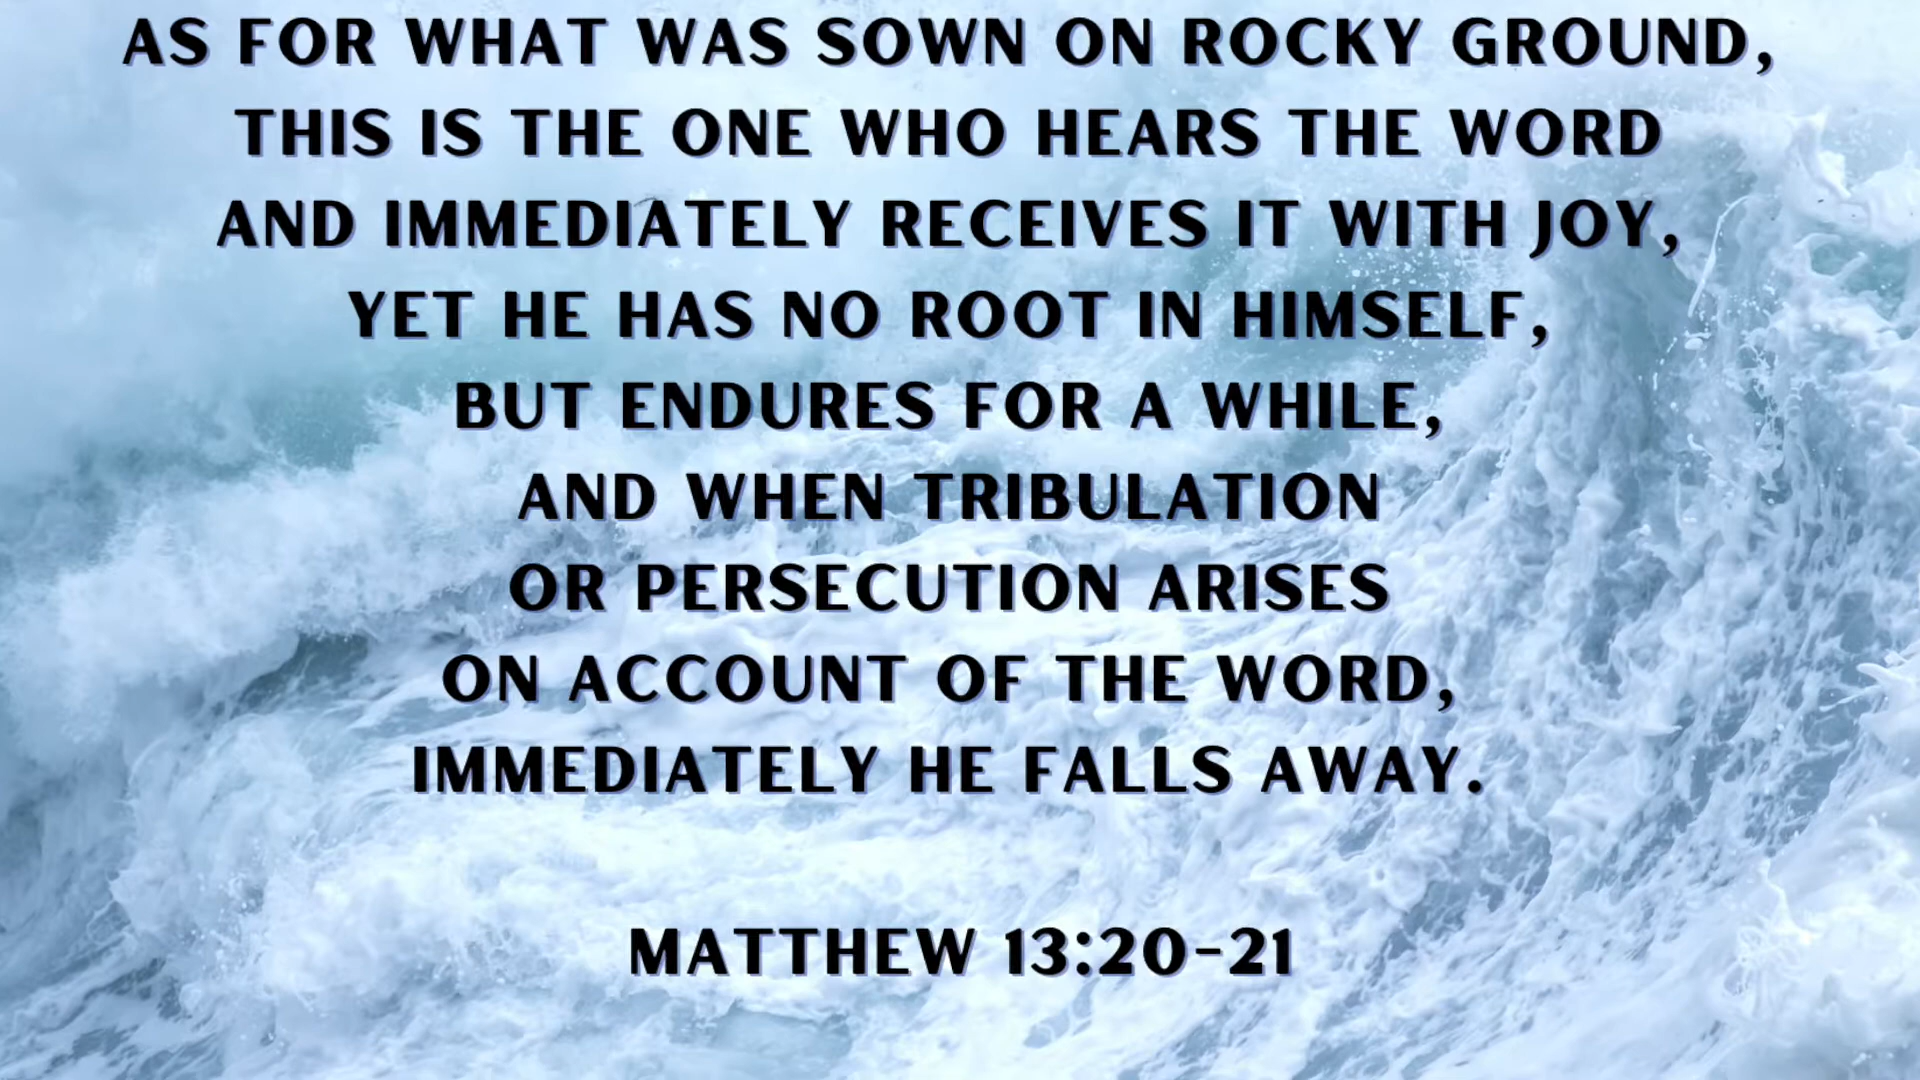 AS FOR WHAT WAS SOWN ON ROCKY GROUND,
THIS IS THE ONE WHO HEARS THE WORD
AND IMMEDIATELY RECEIVES IT WITH JOY,
YET HE HAS NO ROOT IN HIMSELF,
BUT ENDURES FOR A WHILE,
AND WHEN TRIBULATION
OR PERSECUTION ARISES
ON ACCOUNT OF THE WORD,
IMMEDIATELY HE FALLS AWAY.
MATTHEW 13:20-21